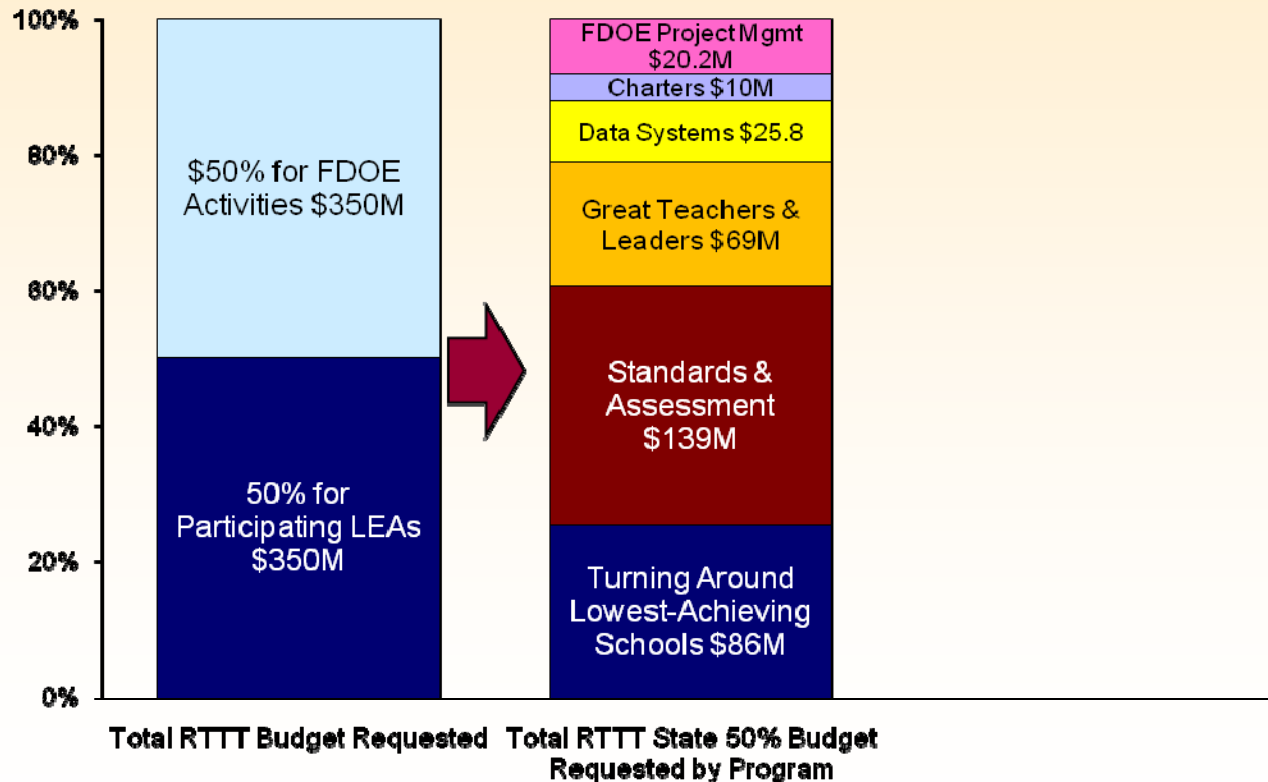 100%
80%
60%
40%
20%
0%
$50% for FDOE
Activities $350M
50% for
Participating LEAs
$350M
FDOE Project Mgmt
$20.2M
Charters $10M
Data Systems $25.8
Great Teachers &
Leaders $69M
Standards &
Assessment
$139M
Turning Around
Lowest-Achieving
Schools $86M
Total RTTT Budget Requested
Total RTTT State 50% Budget
Requested by Program